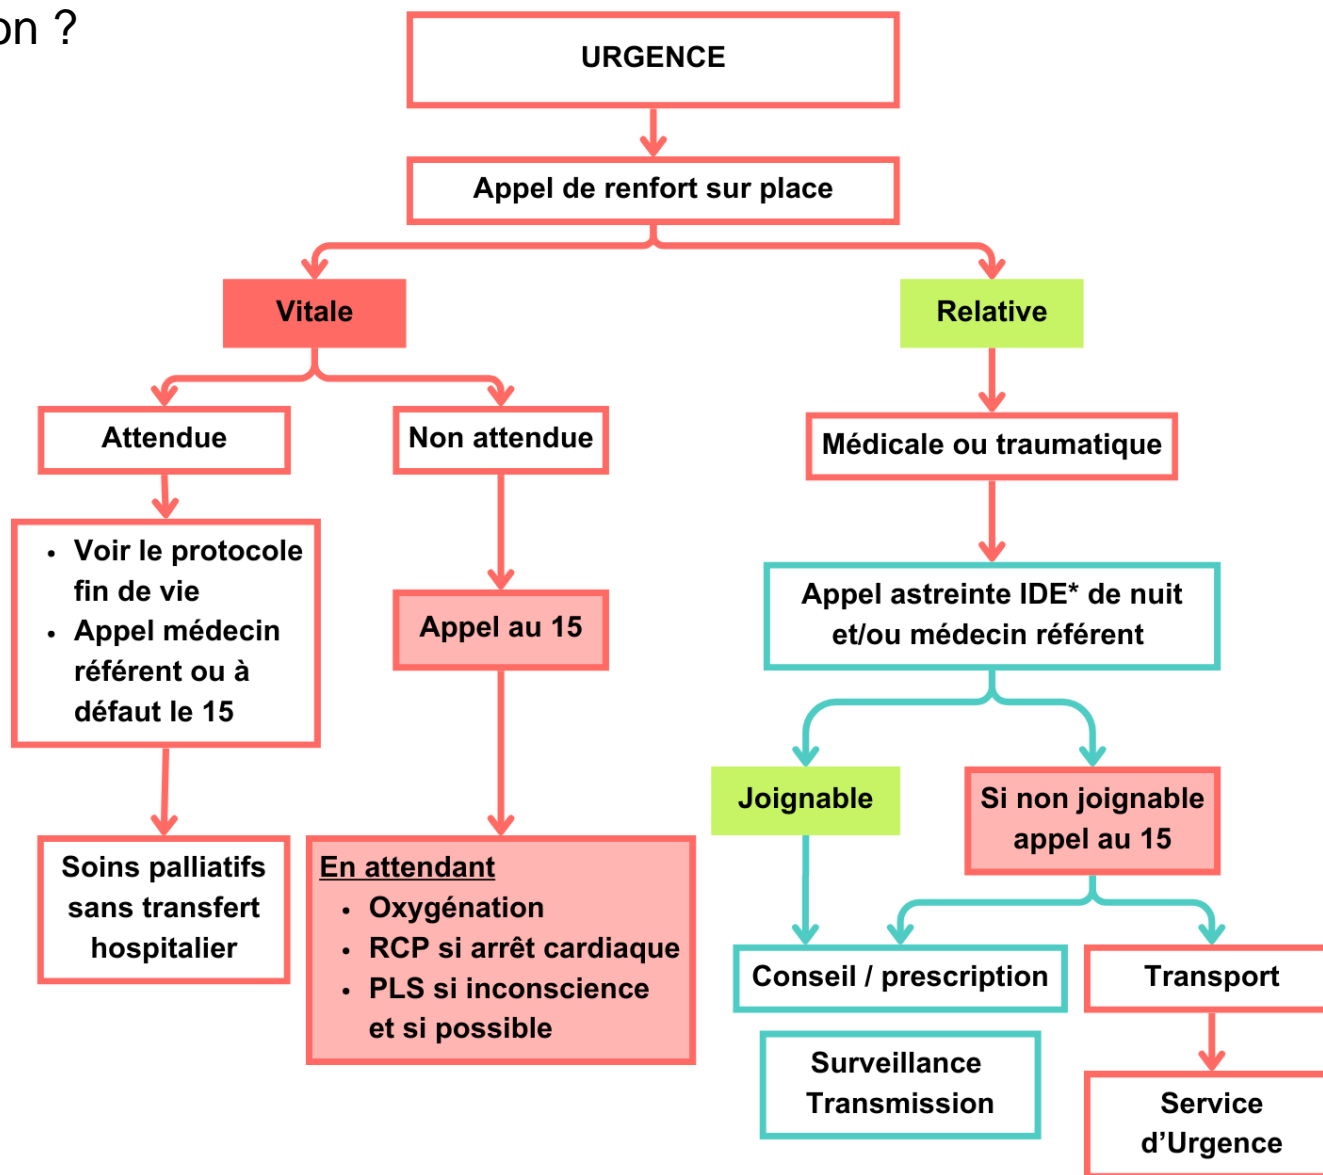 on ?
URGENCE
Appel de renfort sur place
Vitale
Relative
Attendue
Non attendue
Médicale ou traumatique
• Voir le protocole
fin de vie
• Appel médecin
référent ou à
défaut le 15
Appel au 15
Appel astreinte IDE* de nuit
et/ou médecin référent
Joignable
Si non joignable
appel au 15
Soins palliatifs
sans transfert
hospitalier
En attendant
• Oxygénation
• RCP si arrêt cardiaque
• PLS si inconscience
et si possible
Conseil / prescription
Transport
Surveillance
Transmission
Service
d’Urgence